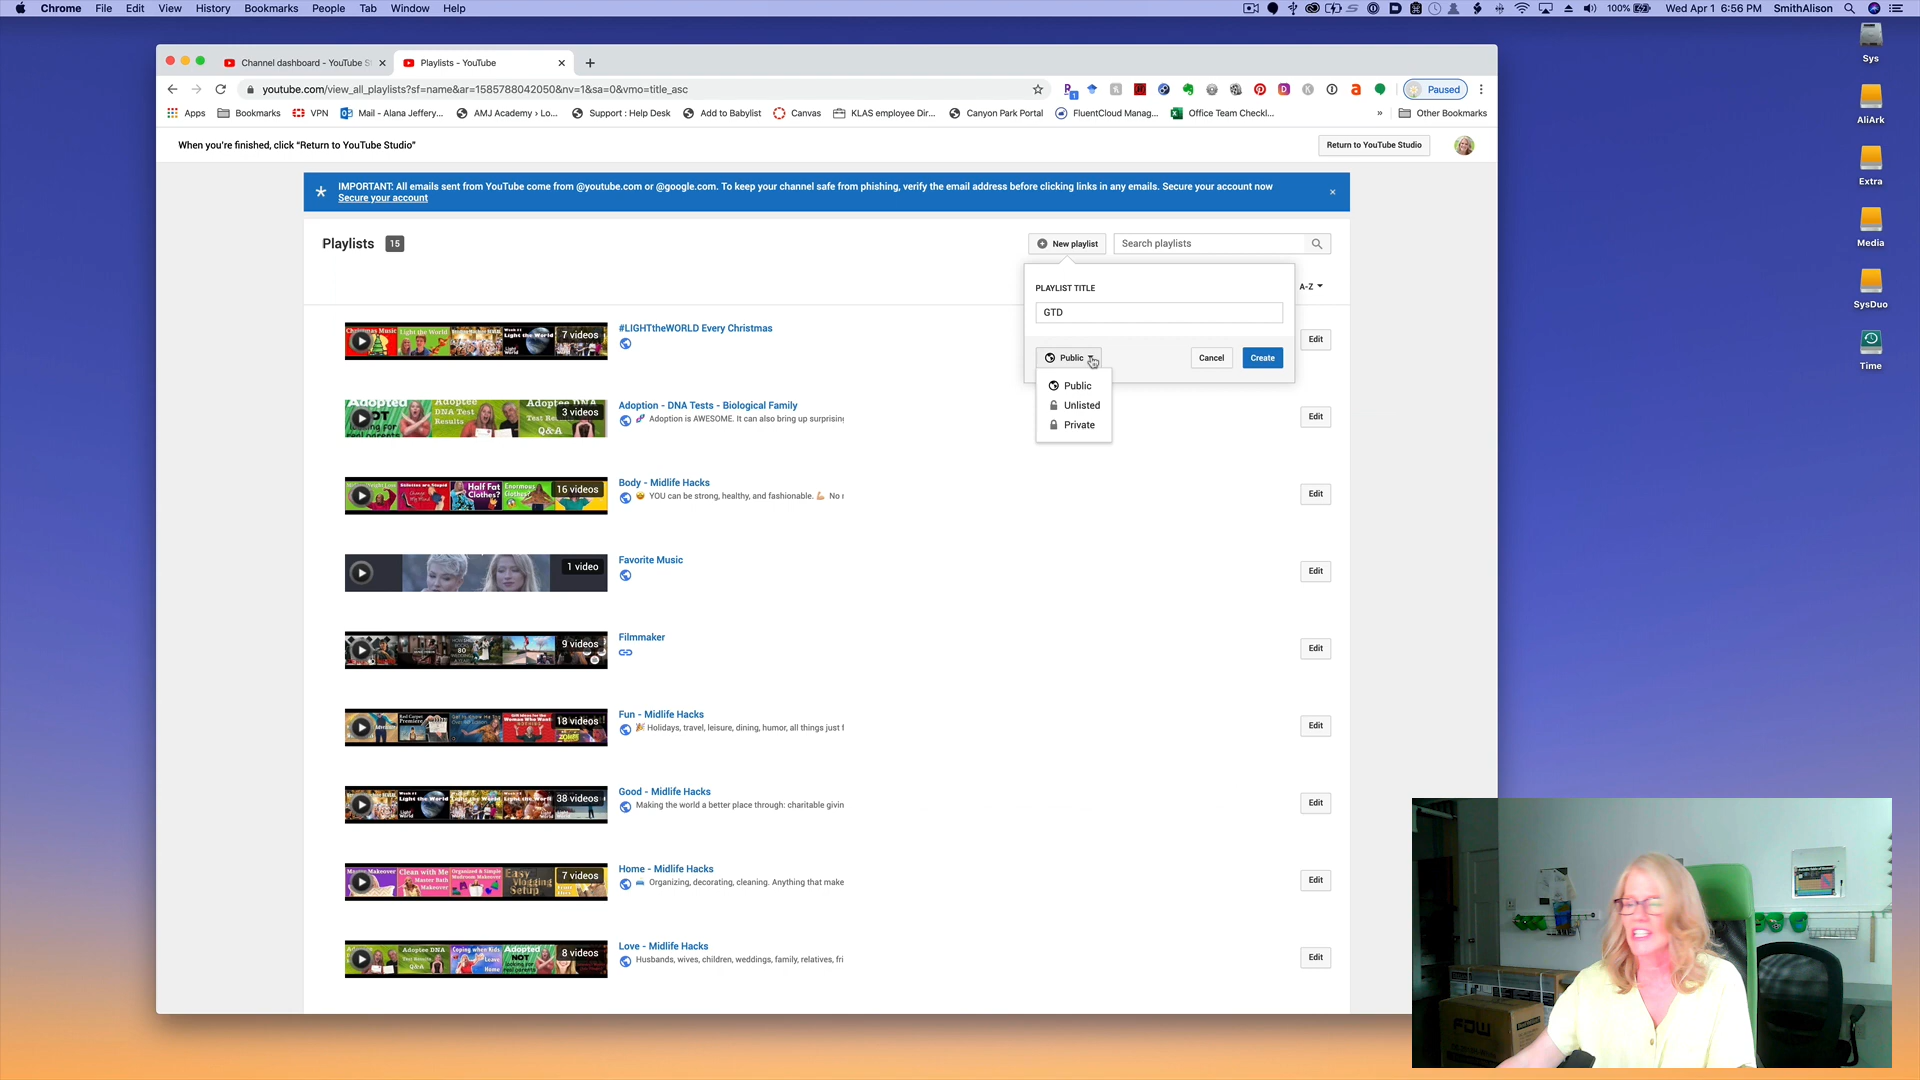 Chrome File Edit View History Bookmarks People Tab Window Help
100% Wed Apr 1 6:56 PM SmithAlison
Channel dashboard - YouTube S
Playlists - YouTube
youtube.com/view_all_playlists?sf=name&ar=1585788042050&nv=1&sa=0&vmo=title_asc
Paused
Apps Bookmarks VPN Mail - Alana Jeffery... AMJ Academy › Lo... Support : Help Desk Add to Babylist Canvas KLAS employee Dir... Canyon Park Portal FluentCloud Manag... Office Team Checkl... » Other Bookmarks
When you're finished, click “Return to YouTube Studio”
Return to YouTube Studio
IMPORTANT: All emails sent from YouTube come from @youtube.com or @google.com. To keep your channel safe from phishing, verify the email address before clicking links in any emails. Secure your account now
Secure your account
Playlists 15
New playlist
Search playlists
PLAYLIST TITLE
A-Z
GTD
Public
Cancel
Create
Public
Unlisted
Private
7 videos
#LIGHTtheWORLD Every Christmas
Edit
3 videos
Adoption - DNA Tests - Biological Family
Adoption is AWESOME. It can also bring up surprising
Edit
16 videos
Body - Midlife Hacks
YOU can be strong, healthy, and fashionable.
Edit
1 video
Favorite Music
Edit
9 videos
Filmmaker
Edit
18 videos
Fun - Midlife Hacks
Holidays, travel, leisure, dining, humor, all things just f
Edit
38 videos
Good - Midlife Hacks
Making the world a better place through: charitable givin
Edit
7 videos
Home - Midlife Hacks
Organizing, decorating, cleaning. Anything that make
Edit
8 videos
Love - Midlife Hacks
Husbands, wives, children, weddings, family, relatives, fri
Edit
Sys
AliArk
Extra
Media
SysDuo
Time